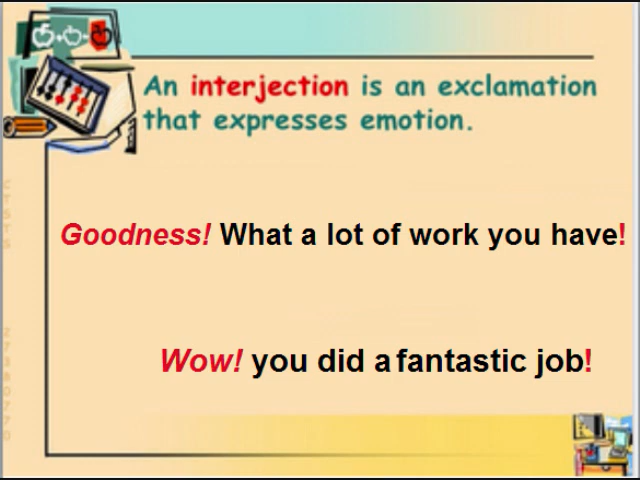 An interjection is an exclamation
that expresses emotion.
Goodness! What a lot of work you have!
Wow! you did a fantastic job!